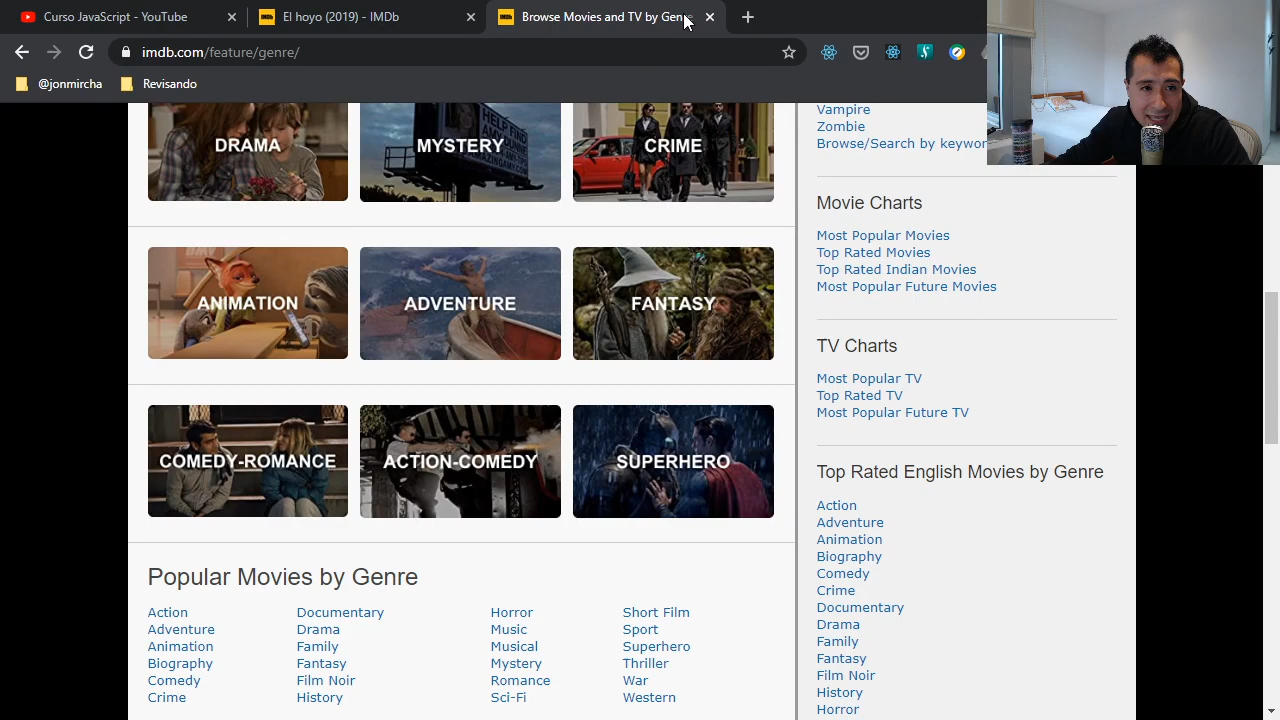 Curso JavaScript - YouTube
IMDb El hoyo (2019) - IMDb
IMDb Browse Movies and TV by Genre
imdb.com/feature/genre/
@jonmircha
Revisando
DRAMA
MYSTERY
CRIME
ANIMATION
ADVENTURE
FANTASY
COMEDY-ROMANCE
ACTION-COMEDY
SUPERHERO
Popular Movies by Genre
Action Documentary Horror Short Film
Adventure Drama Music Sport
Animation Family Musical Superhero
Biography Fantasy Mystery Thriller
Comedy Film Noir Romance War
Crime History Sci-Fi Western
Vampire
Zombie
Browse/Search by keywor
Movie Charts
Most Popular Movies
Top Rated Movies
Top Rated Indian Movies
Most Popular Future Movies
TV Charts
Most Popular TV
Top Rated TV
Most Popular Future TV
Top Rated English Movies by Genre
Action
Adventure
Animation
Biography
Comedy
Crime
Documentary
Drama
Family
Fantasy
Film Noir
History
Horror